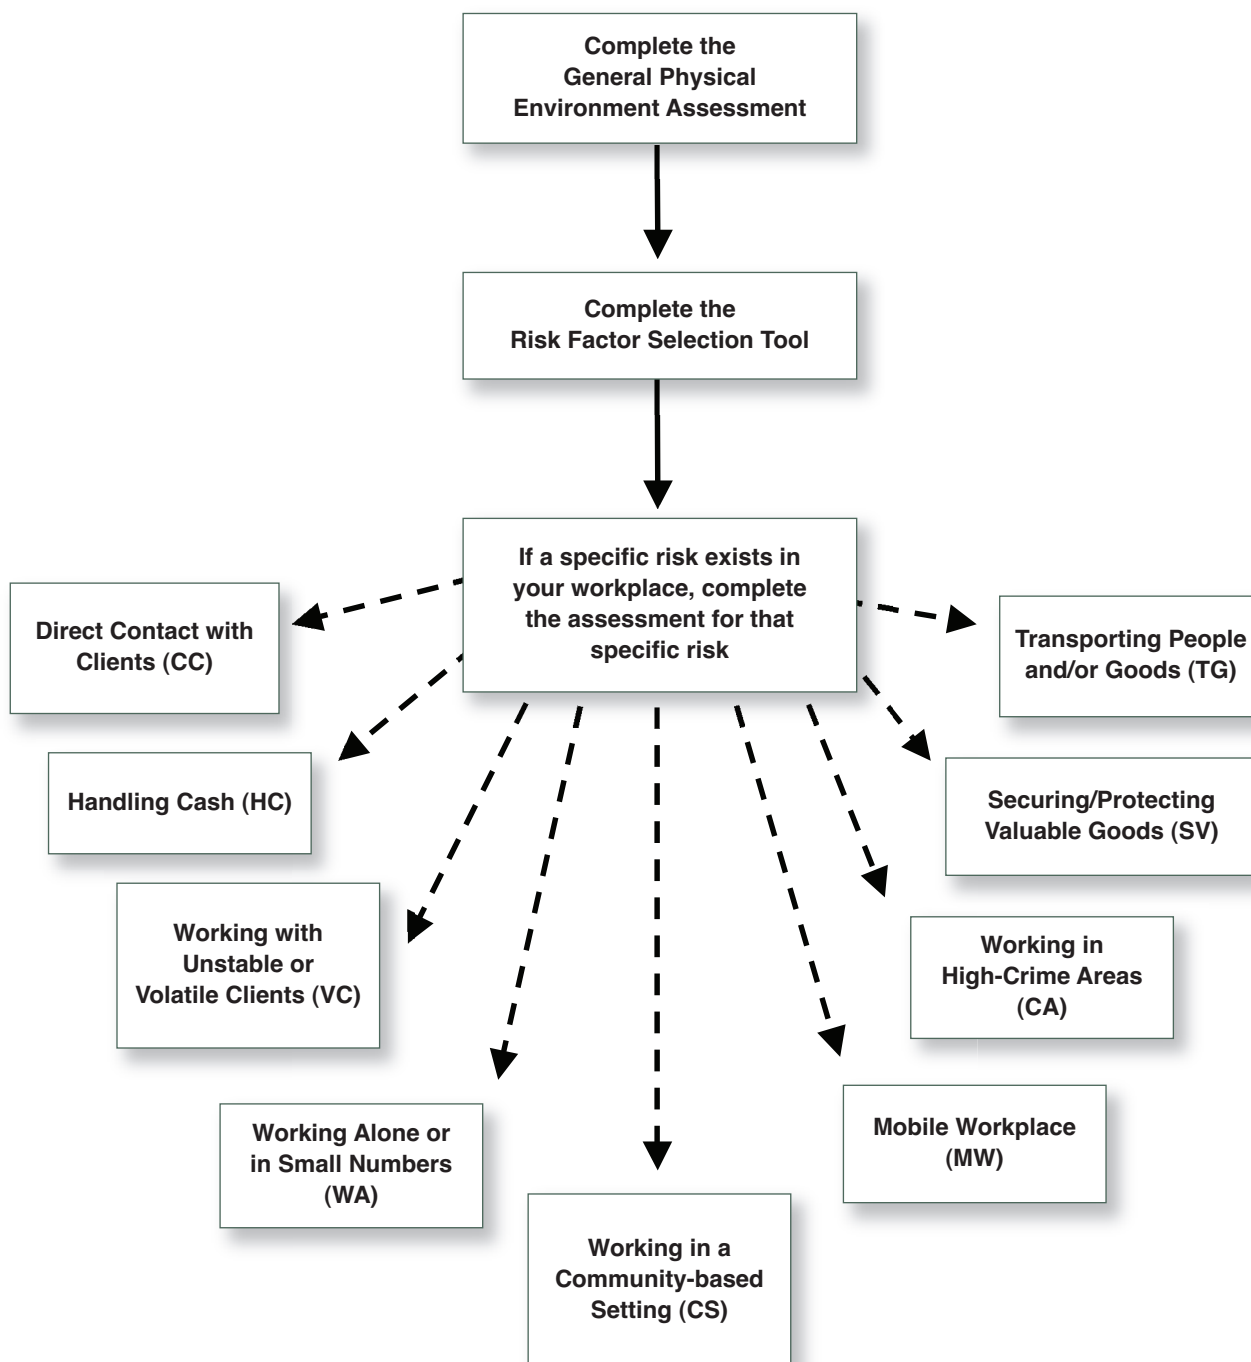 Complete the
General Physical
Environment Assessment
Complete the
Risk Factor Selection Tool
If a specific risk exists in
your workplace, complete
the assessment for that
specific risk
Direct Contact with
Clients (CC)
Handling Cash (HC)
Working with
Unstable or
Volatile Clients (VC)
Working Alone or
in Small Numbers
(WA)
Working in a
Community-based
Setting (CS)
Mobile Workplace
(MW)
Working in
High-Crime Areas
(CA)
Securing/Protecting
Valuable Goods (SV)
Transporting People
and/or Goods (TG)